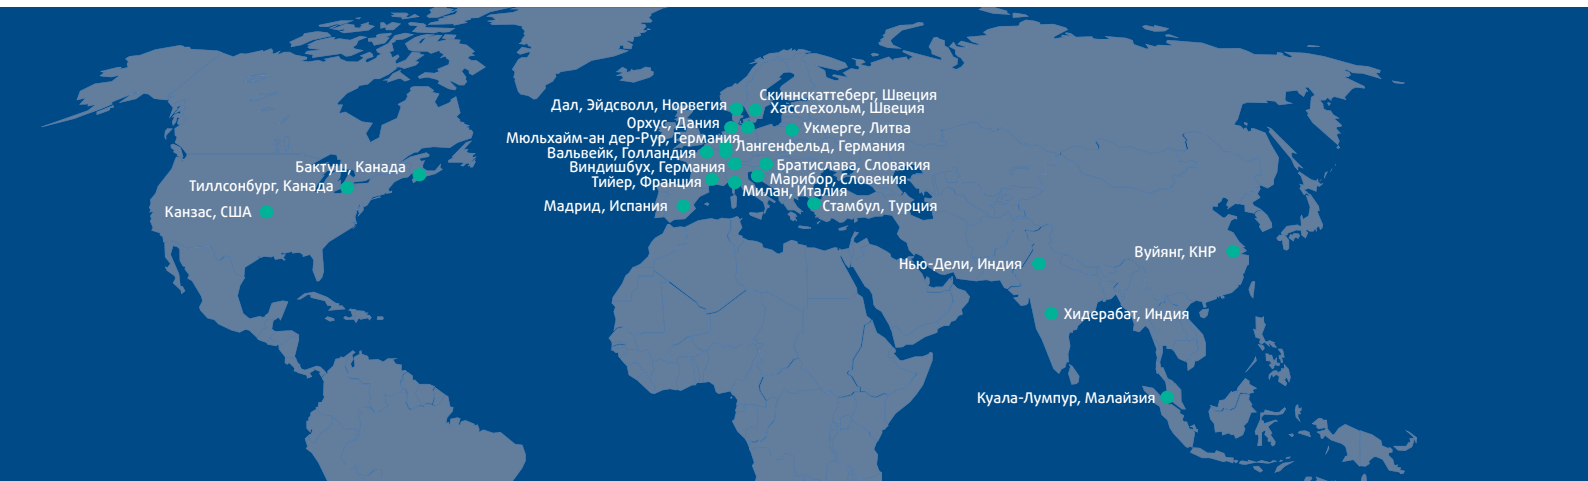 Скиннскаттеберг, Швеция
Дал, Эйдсволл, Норвегия
Хасслехольм, Швеция
Орхус, Дания
Укмерге, Литва
Мюльхайм-ан дер-Рур, Германия
Лангенфельд, Германия
Вальвейк, Голландия
Виндишбух, Германия
Братислава, Словакия
Тийер, Франция
Марибор, Словения
Милан, Италия
Мадрид, Испания
Стамбул, Турция
Бактуш, Канада
Тиллсонбург, Канада
Канзас, США
Вуйянг, КНР
Нью-Дели, Индия
Хидерабат, Индия
Куала-Лумпур, Малайзия